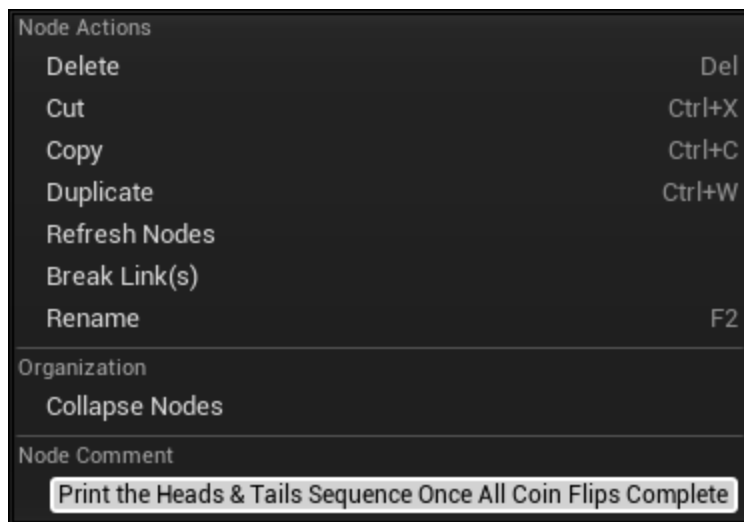 Node Actions
Delete Del
Cut Ctrl+X
Copy Ctrl+C
Duplicate Ctrl+W
Refresh Nodes
Break Link(s)
Rename F2
Organization
Collapse Nodes
Node Comment
Print the Heads & Tails Sequence Once All Coin Flips Complete